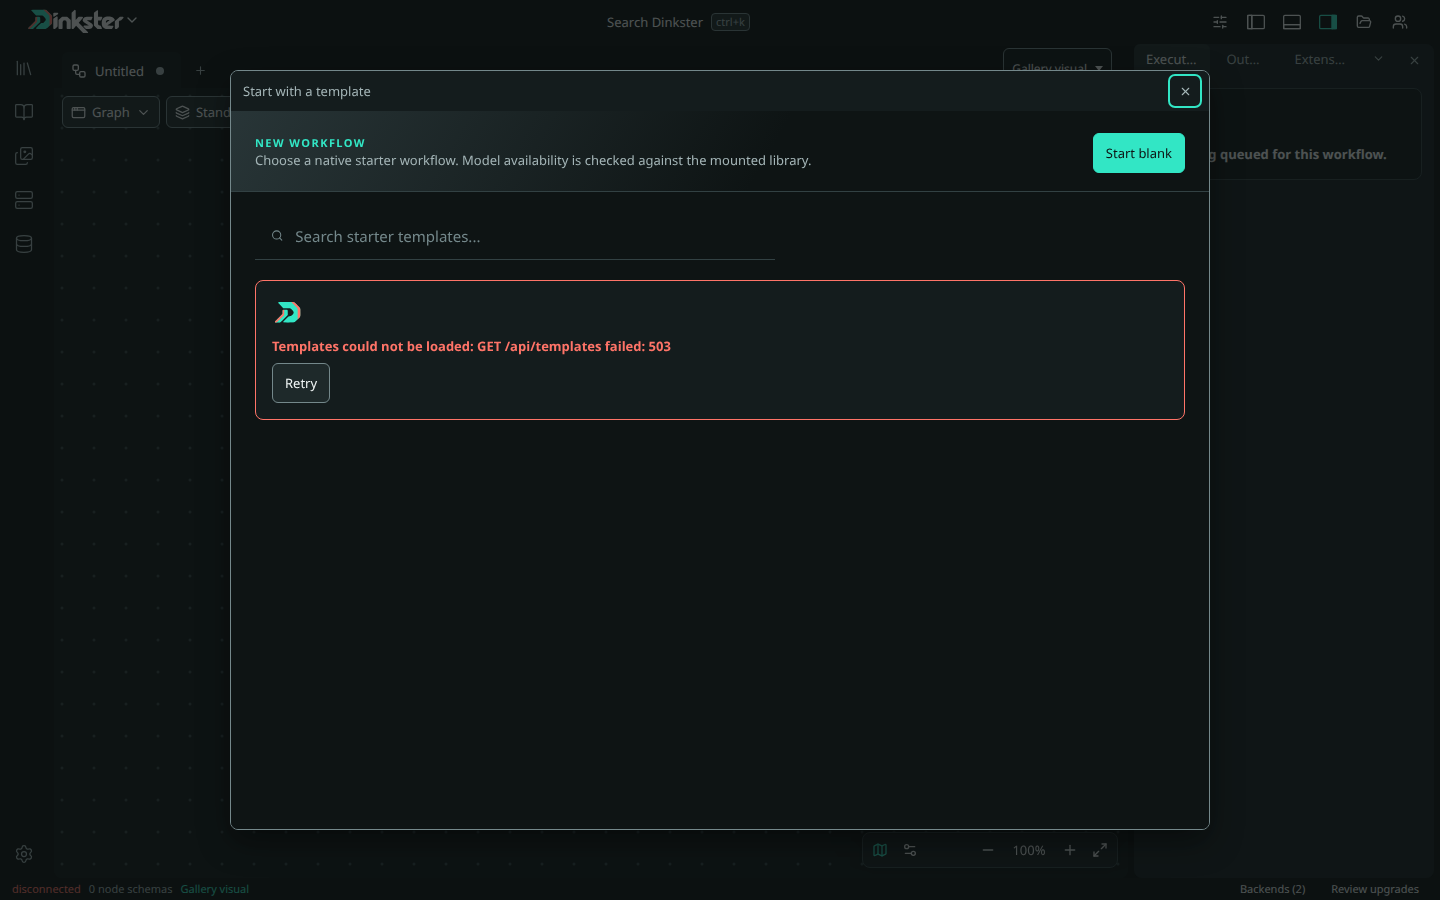 Dinkster
Search Dinkster ctrl+k
Untitled
Gallery visual
Execut...
Out...
Extens...
Graph
Stand
Start with a template
NEW WORKFLOW
Choose a native starter workflow. Model availability is checked against the mounted library.
Start blank
g queued for this workflow.
Search starter templates...
Templates could not be loaded: GET /api/templates failed: 503
Retry
100%
disconnected 0 node schemas Gallery visual
Backends (2) Review upgrades